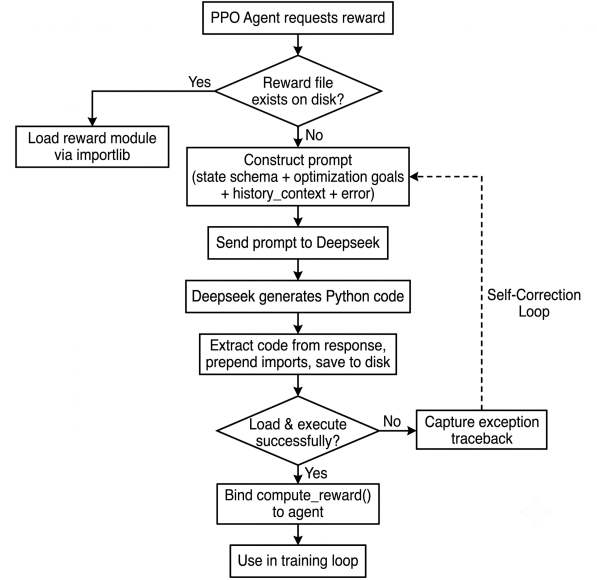 PPO Agent requests reward
Reward file
exists on disk?
Yes
No
Load reward module
via importlib
Construct prompt
(state schema + optimization goals
+ history_context + error)
Send prompt to Deepseek
Deepseek generates Python code
Self-Correction
Loop
Extract code from response,
prepend imports, save to disk
Load & execute
successfully?
No
Capture exception
traceback
Yes
Bind compute_reward()
to agent
Use in training loop